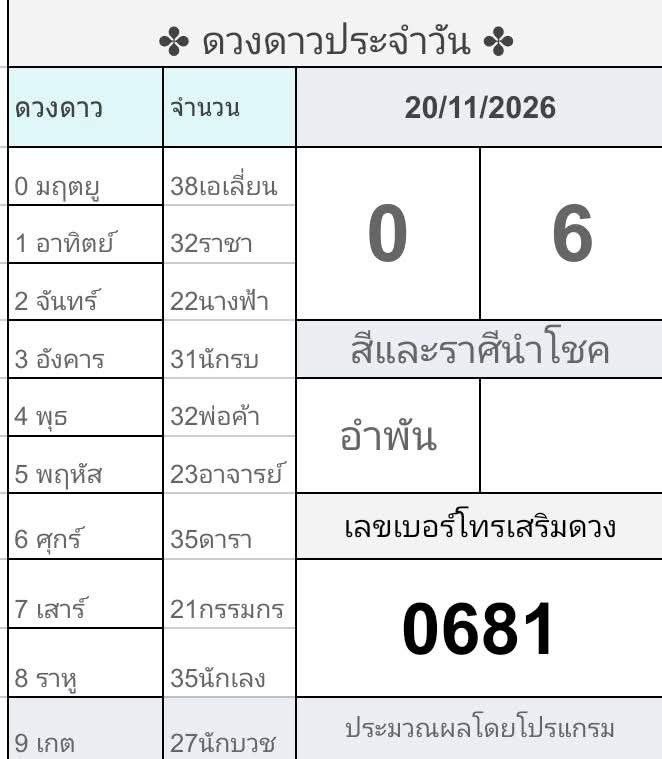 ✤ ดวงดาวประจำวัน ✤
ดวงดาว จำนวน 20/11/2026
0 มฤตยู 38เอเลี่ยน
1 อาทิตย์ 32ราชา
0 6
2 จันทร์ 22นางฟ้า
3 อังคาร 31นักรบ
สีและราศีนำโชค
4 พุธ 32พ่อค้า
อำพัน
5 พฤหัส 23อาจารย์
6 ศุกร์ 35ดารา
เลขเบอร์โทรเสริมดวง
7 เสาร์ 21กรรมกร
0681
8 ราหู 35นักเลง
9 เกต 27นักบวช
ประมวณผลโดยโปรแกรม